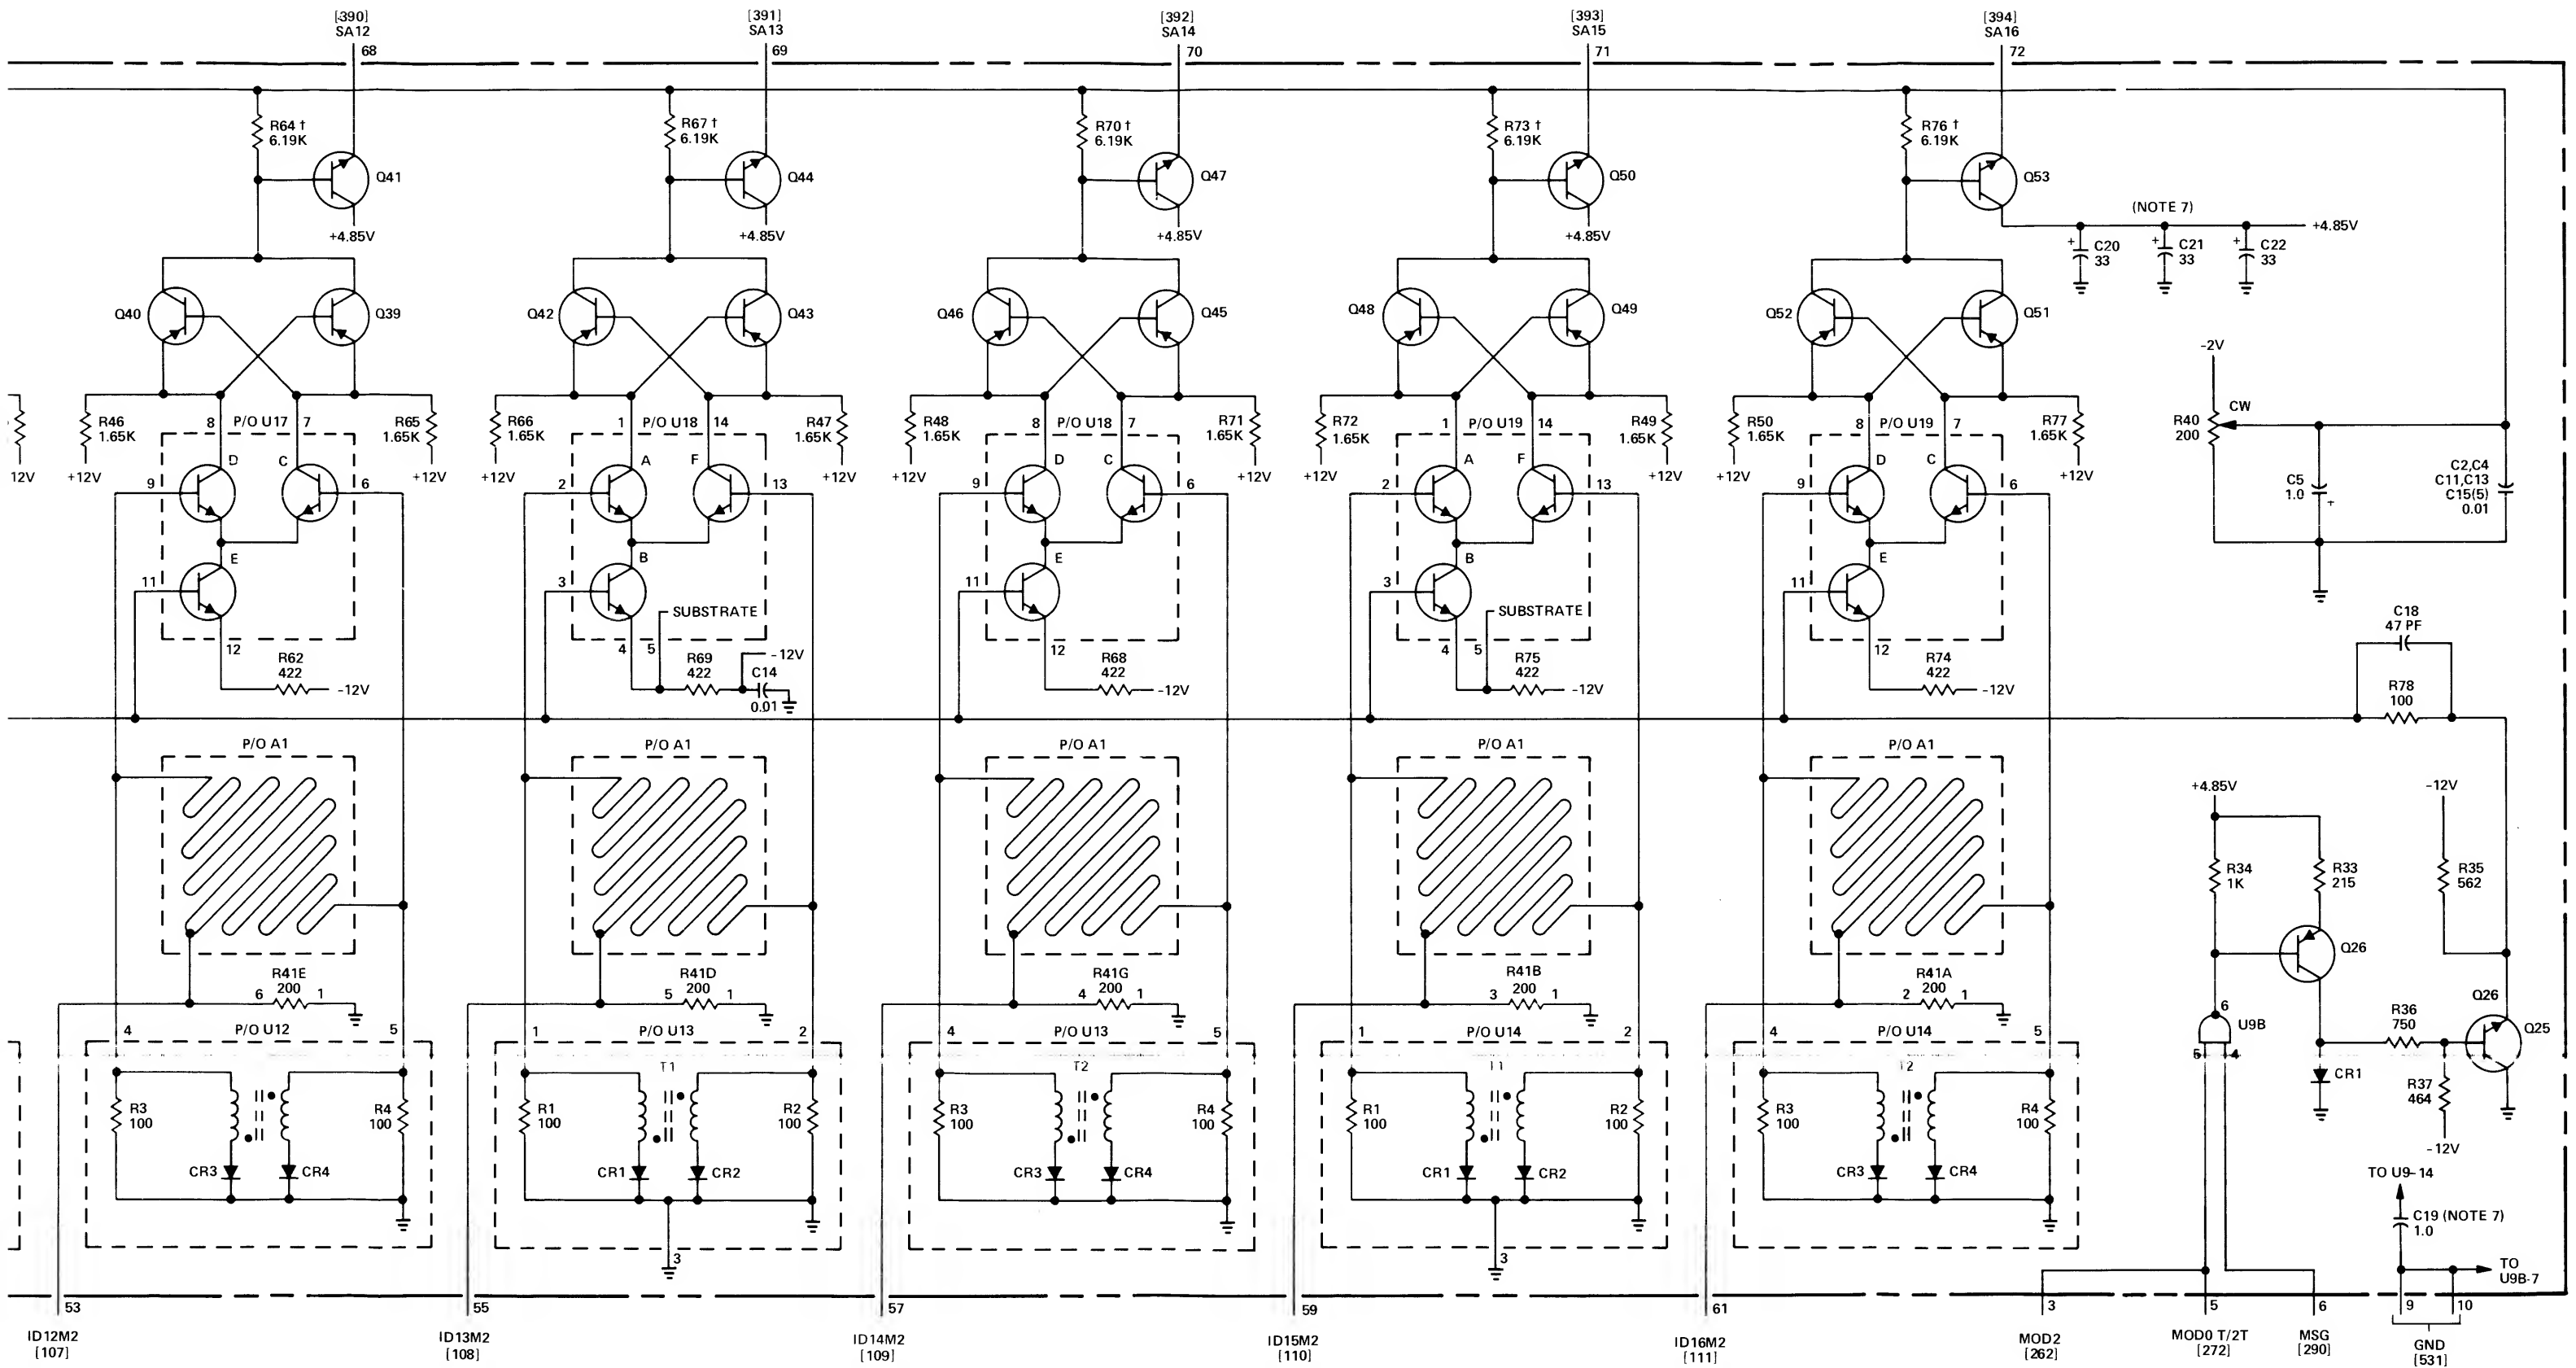 [390] [391] [392] [393] [394]
SA12 SA13 SA14 SA15 SA16
68 69 70 71 72
R64 † R67 † R70 † R73 † R76 †
6.19K 6.19K 6.19K 6.19K 6.19K
Q41 Q44 Q47 Q50 Q53
(NOTE 7)
+4.85V +4.85V +4.85V +4.85V +4.85V
+ C20 + C21 + C22
33 33 33
Q40 Q39 Q42 Q43 Q46 Q45 Q48 Q49 Q52 Q51
-2V
CW
R46 8 P/O U17 7 R65 R66 1 P/O U18 14 R47 R48 8 P/O U18 7 R71 R72 1 P/O U19 14 R49 R50 8 P/O U19 7 R77 R40
1.65K 1.65K 1.65K 1.65K 1.65K 1.65K 1.65K 1.65K 1.65K 1.65K 200
D C A F D C A F D C
12V +12V +12V +12V +12V +12V +12V +12V +12V +12V +12V
C5 C2,C4
1.0 C11,C13
+ C15(5)
0.01
9 6 2 13 9 6 2 13 9 6
E B E B E
11 3 11 3 11
SUBSTRATE SUBSTRATE
C18
47 PF
12 4 5 12 4 5 12
R62 R69 -12V R68 R75 R74
422 422 C14 422 422 422
-12V 0.01 -12V -12V -12V
R78
100
P/O A1 P/O A1 P/O A1 P/O A1 P/O A1
+4.85V -12V
R34 R33 R35
1K 215 562
Q26
R41E R41D R41G R41B R41A
200 200 200 200 200
6 1 5 1 4 1 3 1 2 1
Q26
6
U9B R36 Q25
750
5 4
4 P/O U12 5 1 P/O U13 2 4 P/O U13 5 1 P/O U14 2 4 P/O U14 5
T1 T2 T1 T2
CR1 R37
464
R3 R4 R1 R2 R3 R4 R1 R2 R3 R4
100 100 100 100 100 100 100 100 100 100
-12V
CR3 CR4 CR1 CR2 CR3 CR4 CR1 CR2 CR3 CR4
TO U9-14
C19 (NOTE 7)
1.0
3 3
TO
U9B-7
53 55 57 59 61 3 5 6 9 10
ID12M2 ID13M2 ID14M2 ID15M2 ID16M2 MOD2 MOD0 T/2T MSG GND
[107] [108] [109] [110] [111] [262] [272] [290] [531]